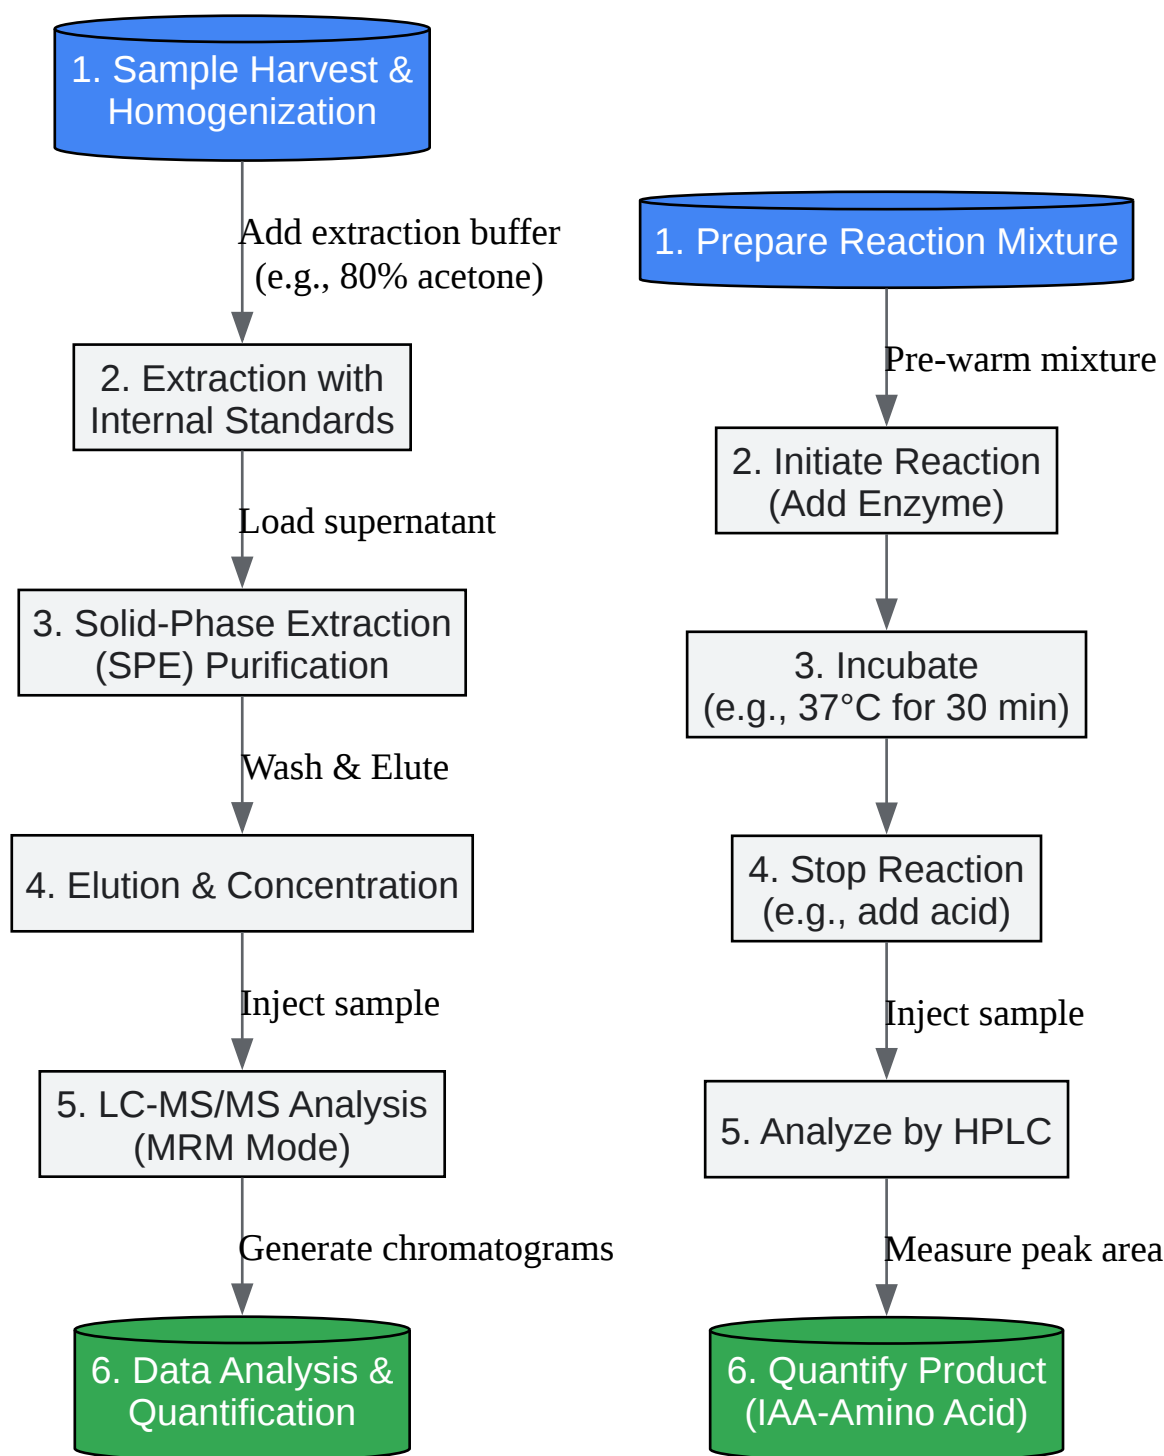 1. Sample Harvest &
Homogenization
Add extraction buffer
(e.g., 80% acetone)
2. Extraction with
Internal Standards
Load supernatant
3. Solid-Phase Extraction
(SPE) Purification
Wash & Elute
4. Elution & Concentration
Inject sample
5. LC-MS/MS Analysis
(MRM Mode)
Generate chromatograms
6. Data Analysis &
Quantification
1. Prepare Reaction Mixture
Pre-warm mixture
2. Initiate Reaction
(Add Enzyme)
3. Incubate
(e.g., 37°C for 30 min)
4. Stop Reaction
(e.g., add acid)
Inject sample
5. Analyze by HPLC
Measure peak area
6. Quantify Product
(IAA-Amino Acid)